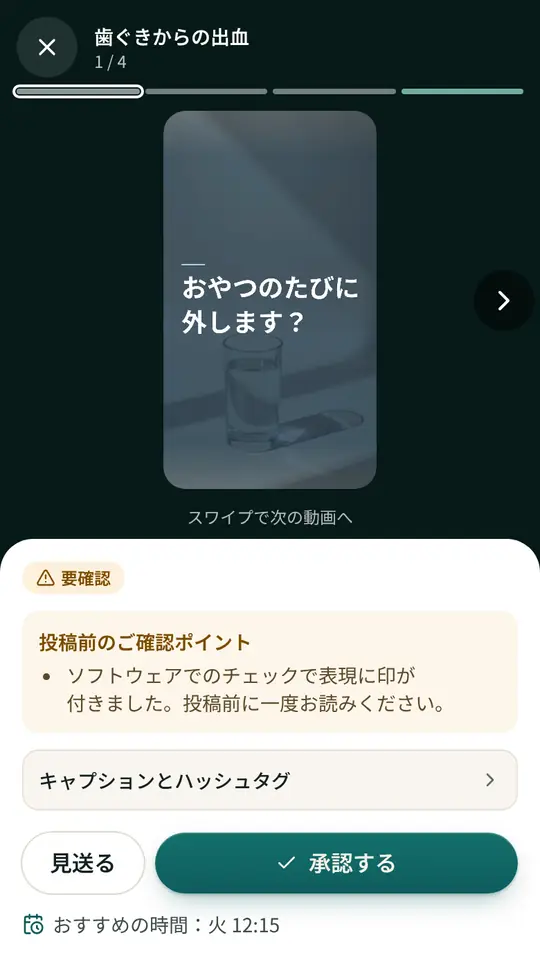 歯ぐきからの出血
1 / 4
おやつのたびに
外します？
スワイプで次の動画へ
要確認
投稿前のご確認ポイント
• ソフトウェアでのチェックで表現に印が
付きました。投稿前に一度お読みください。
キャプションとハッシュタグ
見送る
承認する
おすすめの時間：火 12:15